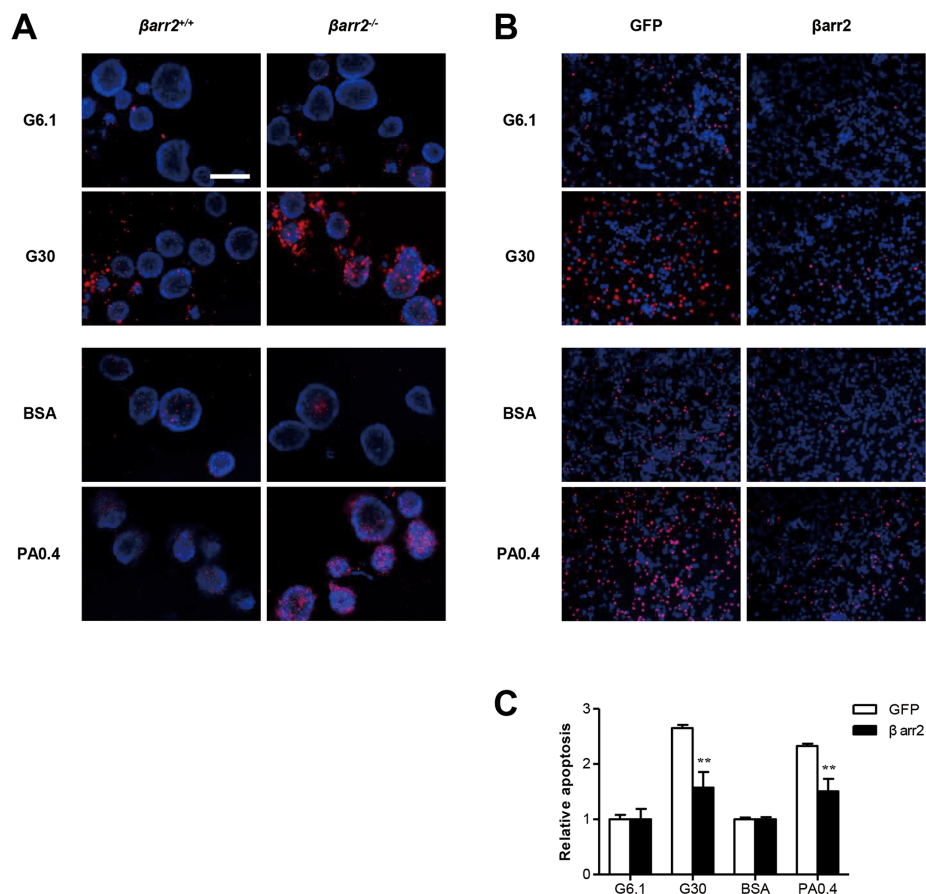 A
βarr2+/+
βarr2-/-
G6.1
G30
BSA
PA0.4
B
GFP
βarr2
G6.1
G30
BSA
PA0.4
C
Relative apoptosis
3
2
1
0
**
**
G6.1
G30
BSA
PA0.4
GFP
β arr2